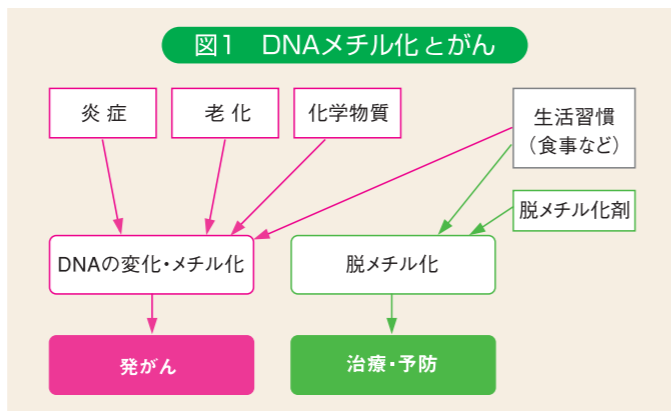 図1 DNAメチル化とがん
炎症
老化
化学物質
生活習慣
（食事など）
脱メチル化剤
DNAの変化・メチル化
脱メチル化
発がん
治療・予防